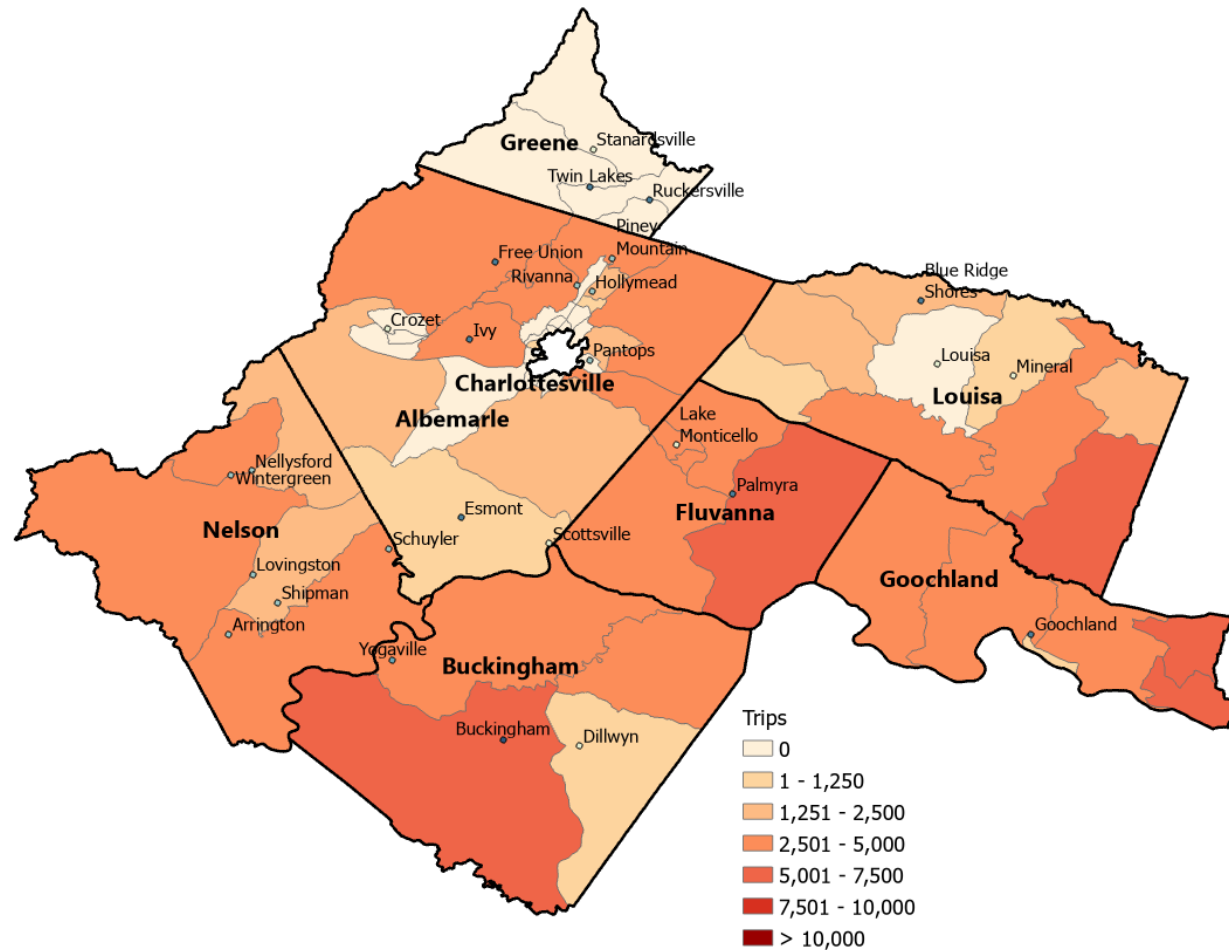 Greene
Stanardsville
Twin Lakes
Ruckersville
Piney
Mountain
Free Union
Rivanna
Hollymead
Blue Ridge
Shores
Crozet
Ivy
Pantops
Louisa
Mineral
Charlottesville
Louisa
Albemarle
Lake
Monticello
Nellysford
Wintergreen
Palmyra
Esmont
Fluvanna
Nelson
Schuyler
Scottsville
Lovingston
Goochland
Shipman
Arrington
Goochland
Yogaville
Buckingham
Buckingham
Dillwyn
Trips
0
1 - 1,250
1,251 - 2,500
2,501 - 5,000
5,001 - 7,500
7,501 - 10,000
> 10,000